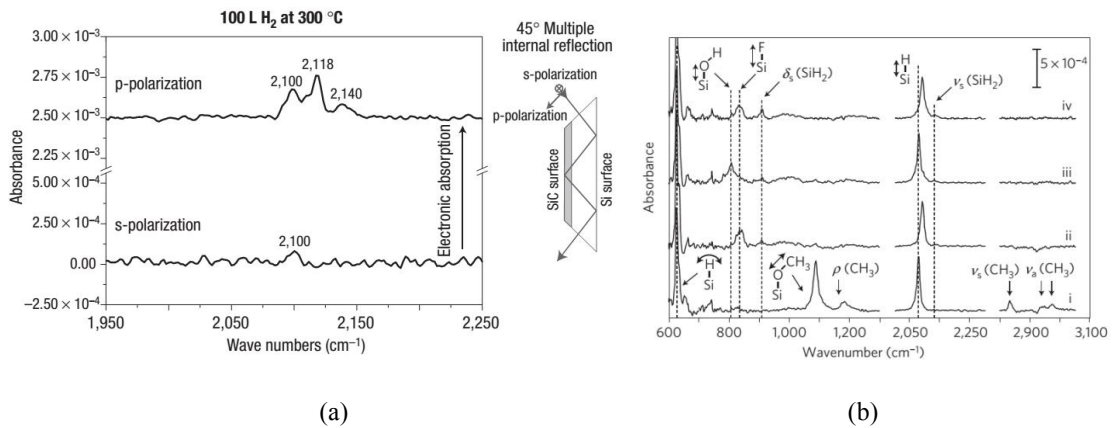 100 L H2 at 300 °C
a
3.00 × 10−3
2.75 × 10−3
2.50 × 10−3
2.25 × 10−3
5.00 × 10−4
2.50 × 10−4
0.00
−2.50 × 10−4
Absorbance
p-polarization
2,100
2,118
2,140
s-polarization
2,100
Electronic absorption
1,950
2,050
2,150
2,250
Wave numbers (cm−1)
45° Multiple
internal reflection
s-polarization
p-polarization
SiC surface
Si surface
(a)
b
Absorbance
H
O
Si
F
Si
δs (SiH2)
H
Si
νs (SiH2)
5 × 10−4
iv
iii
ii
i
H
Si
CH3
O
Si
ρ (CH3)
νs (CH3)
νa (CH3)
600
800
1,000
1,200
2,050
2,250
2,900
3,100
Wavenumber (cm−1)
(b)